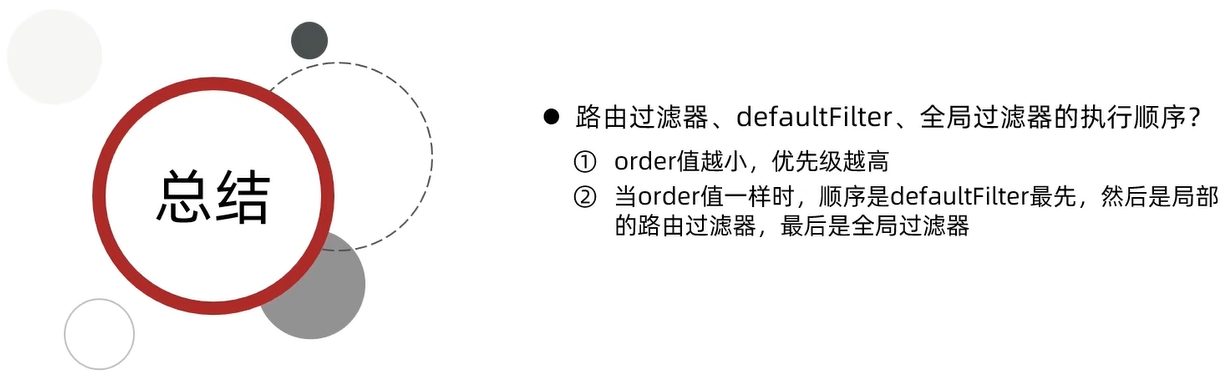 总结
● 路由过滤器、defaultFilter、全局过滤器的执行顺序？
① order值越小，优先级越高
② 当order值一样时，顺序是defaultFilter最先，然后是局部
的路由过滤器，最后是全局过滤器